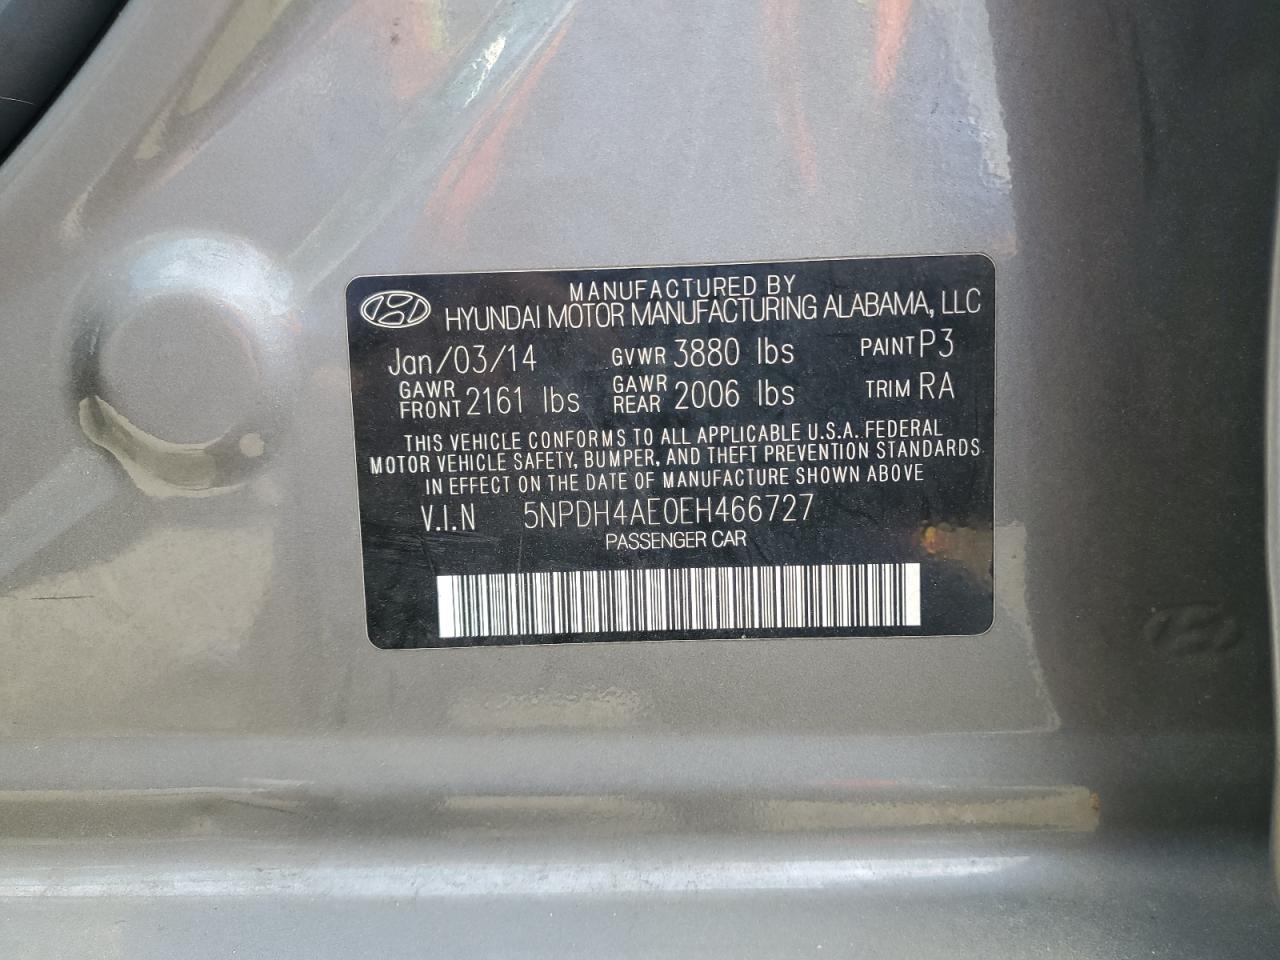 MANUFACTURED BY
HYUNDAI MOTOR MANUFACTURING ALABAMA, LLC
Jan/03/14 GVWR 3880 lbs PAINT P3
GAWR FRONT 2161 lbs GAWR REAR 2006 lbs TRIM RA
THIS VEHICLE CONFORMS TO ALL APPLICABLE U.S.A. FEDERAL
MOTOR VEHICLE SAFETY, BUMPER, AND THEFT PREVENTION STANDARDS
IN EFFECT ON THE DATE OF MANUFACTURE SHOWN ABOVE
V.I.N 5NPDH4AE0EH466727
PASSENGER CAR